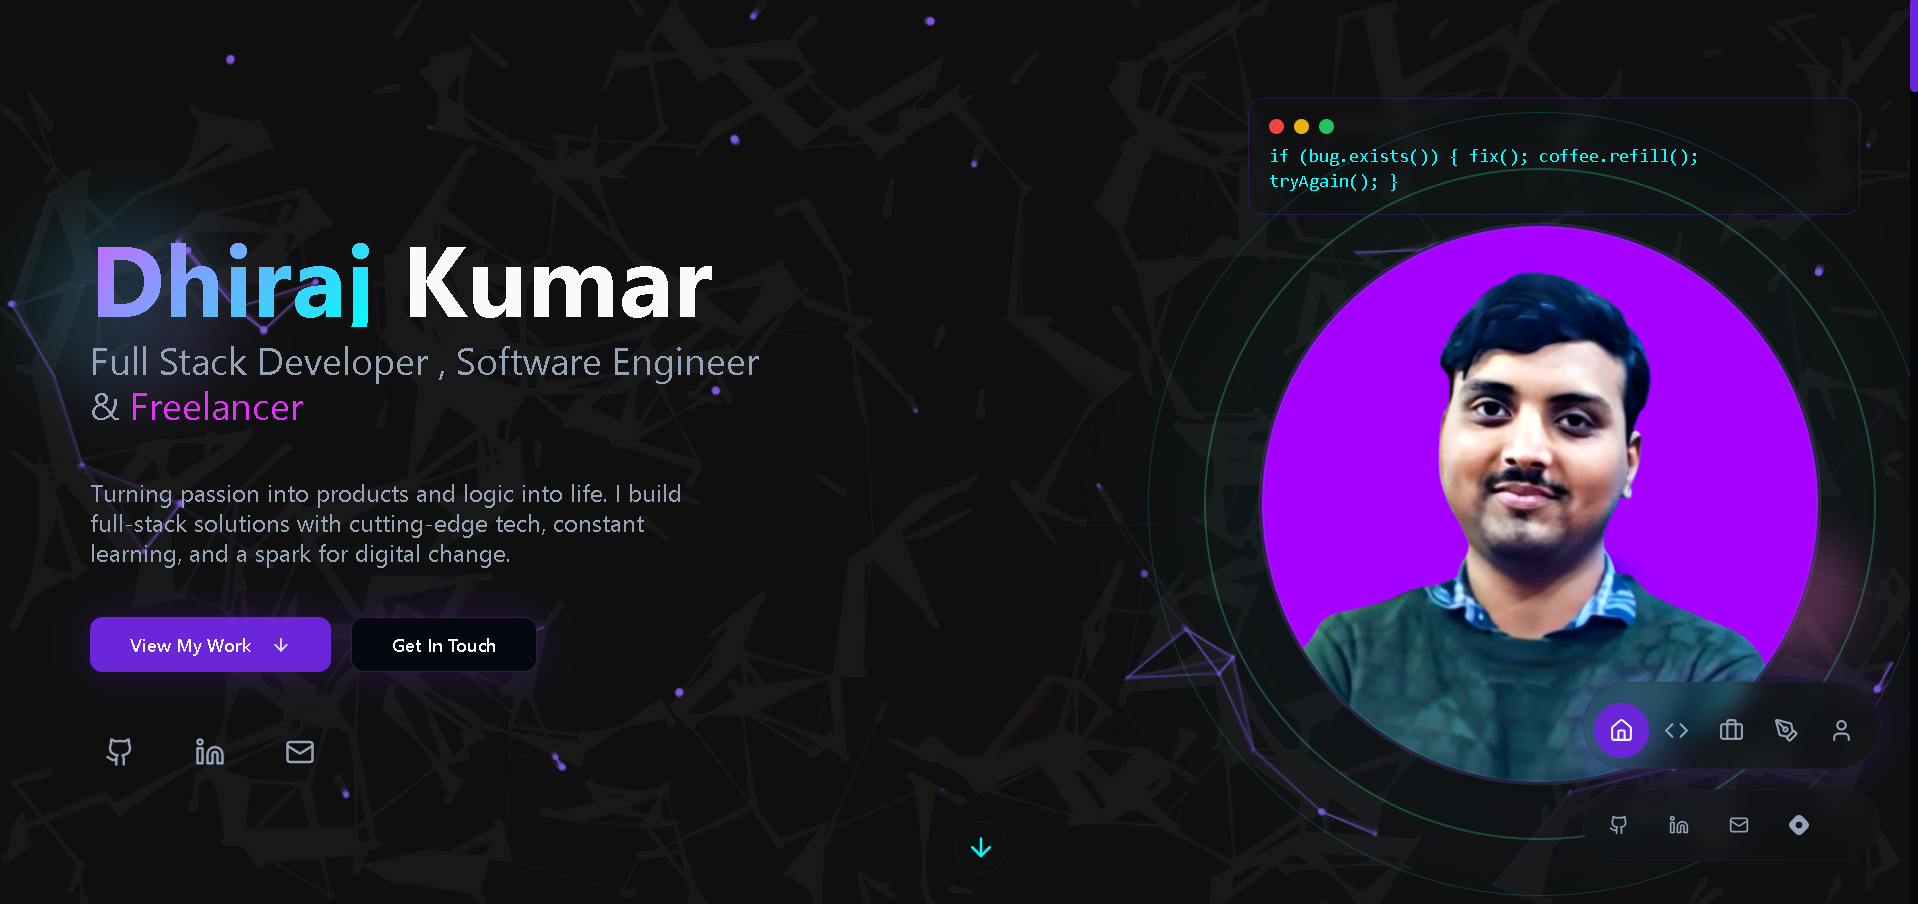 if (bug.exists()) { fix(); coffee.refill();
tryAgain(); }
Dhiraj Kumar
Full Stack Developer , Software Engineer
& Freelancer
Turning passion into products and logic into life. I build
full-stack solutions with cutting-edge tech, constant
learning, and a spark for digital change.
View My Work
Get In Touch